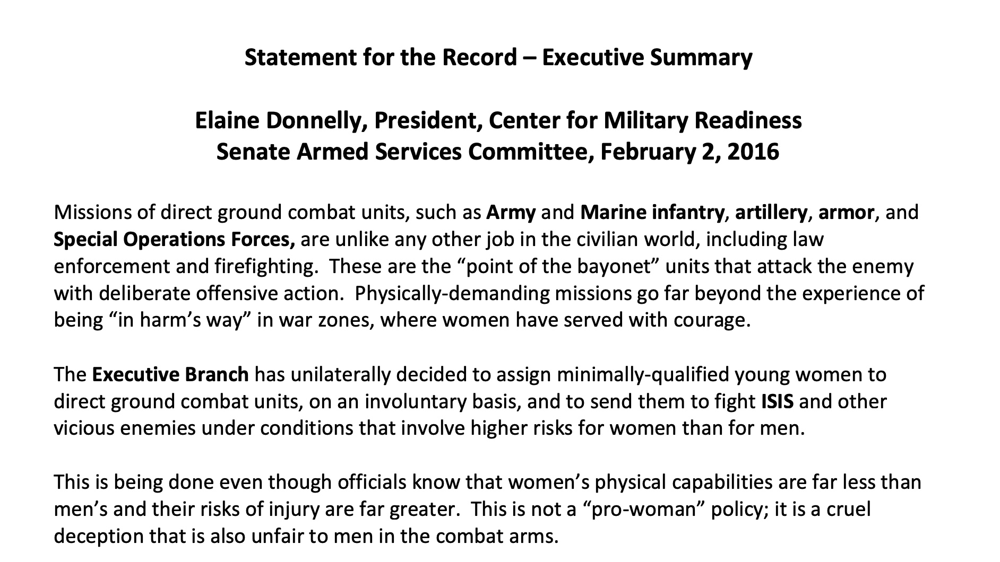 Statement for the Record – Executive Summary
Elaine Donnelly, President, Center for Military Readiness
Senate Armed Services Committee, February 2, 2016
Missions of direct ground combat units, such as Army and Marine infantry, artillery, armor, and
Special Operations Forces, are unlike any other job in the civilian world, including law
enforcement and firefighting.  These are the “point of the bayonet” units that attack the enemy
with deliberate offensive action.  Physically-demanding missions go far beyond the experience of
being “in harm’s way” in war zones, where women have served with courage.
The Executive Branch has unilaterally decided to assign minimally-qualified young women to
direct ground combat units, on an involuntary basis, and to send them to fight ISIS and other
vicious enemies under conditions that involve higher risks for women than for men.
This is being done even though officials know that women’s physical capabilities are far less than
men’s and their risks of injury are far greater.  This is not a “pro-woman” policy; it is a cruel
deception that is also unfair to men in the combat arms.